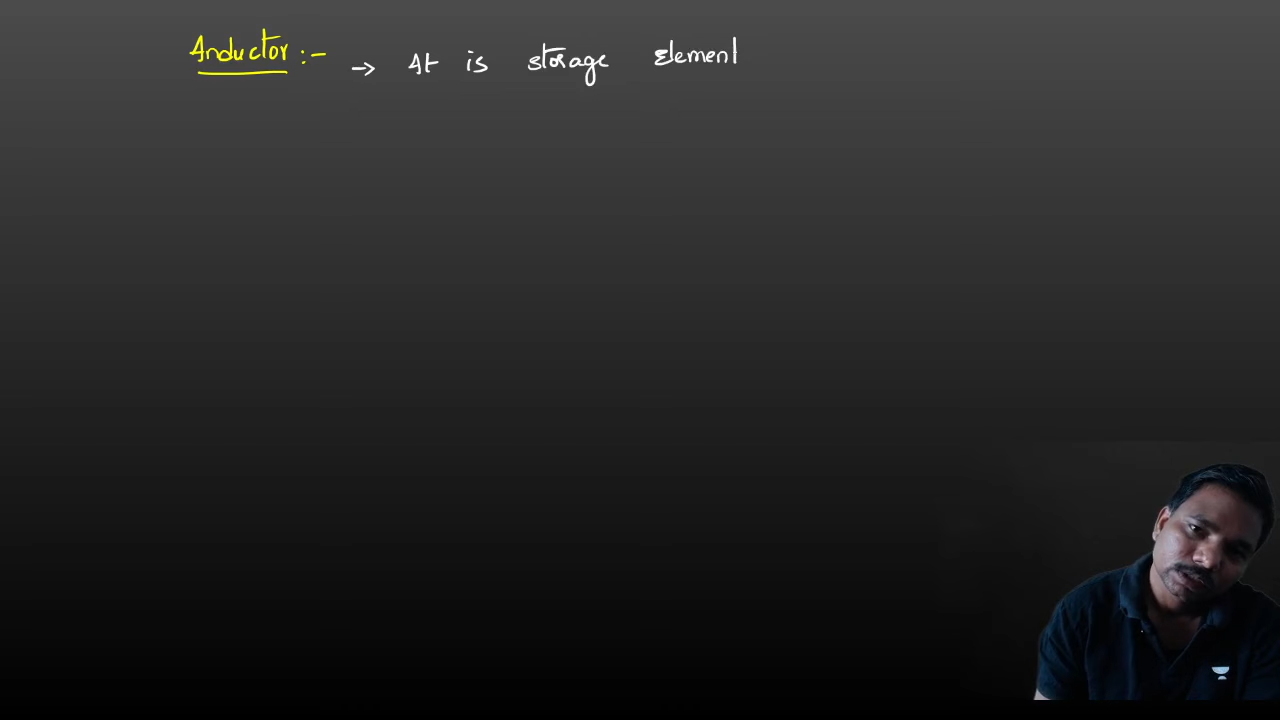 Inductor :- → It is storage Element